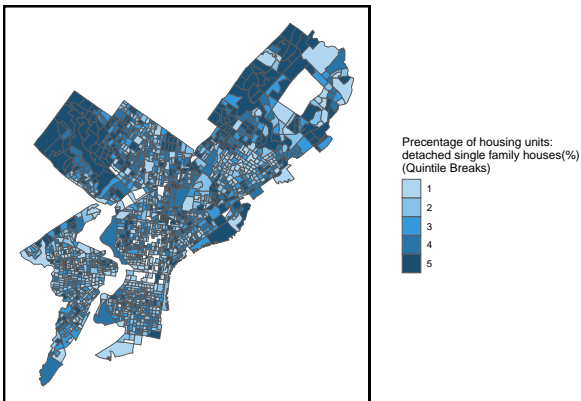 Precentage of housing units:
detached single family houses(%)
(Quintile Breaks)
1
2
3
4
5